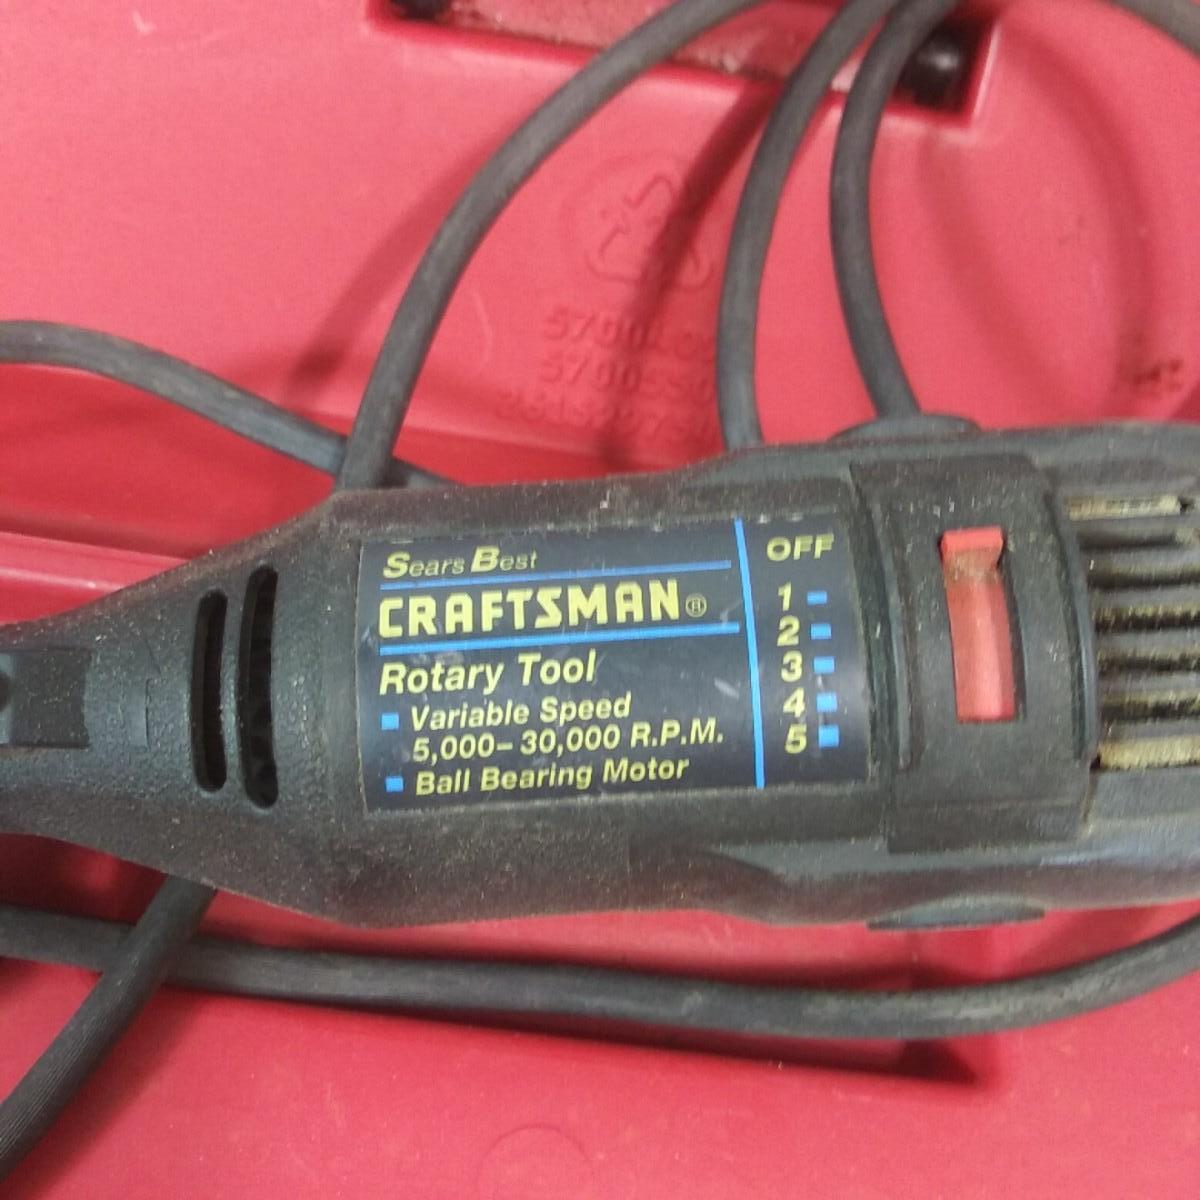 Sears Best
CRAFTSMAN®
Rotary Tool
Variable Speed
5,000–30,000 R.P.M.
Ball Bearing Motor
OFF
1
2
3
4
5